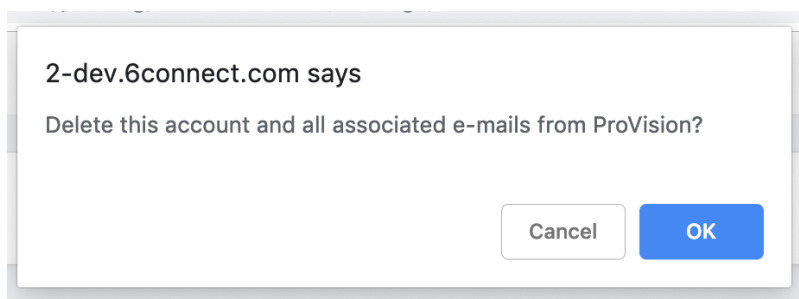 2-dev.6connect.com says
Delete this account and all associated e-mails from ProVision?
Cancel
OK